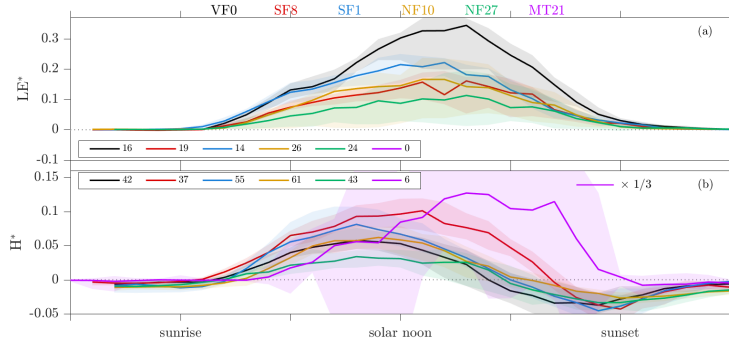 VF0 SF8 SF1 NF10 NF27 MT21
(a)
LE*
0.3
0.2
0.1
0
-0.1
16 19 14 26 24 0
42 37 55 61 43 6
× 1/3 (b)
H*
0.15
0.1
0.05
0
-0.05
sunrise solar noon sunset